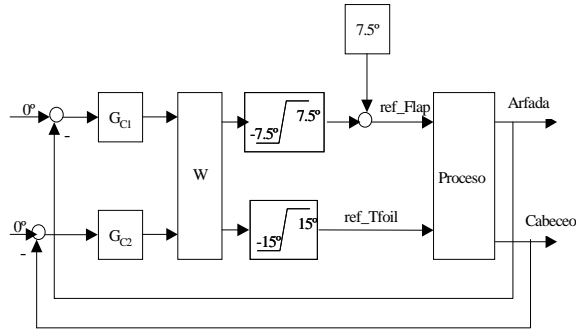 7.5º
ref_Flap
Arfada
0º
G_C1
-7.5º 7.5º
-
W
Proceso
ref_Tfoil
15º
-15º
0º
G_C2
Cabeceo
-